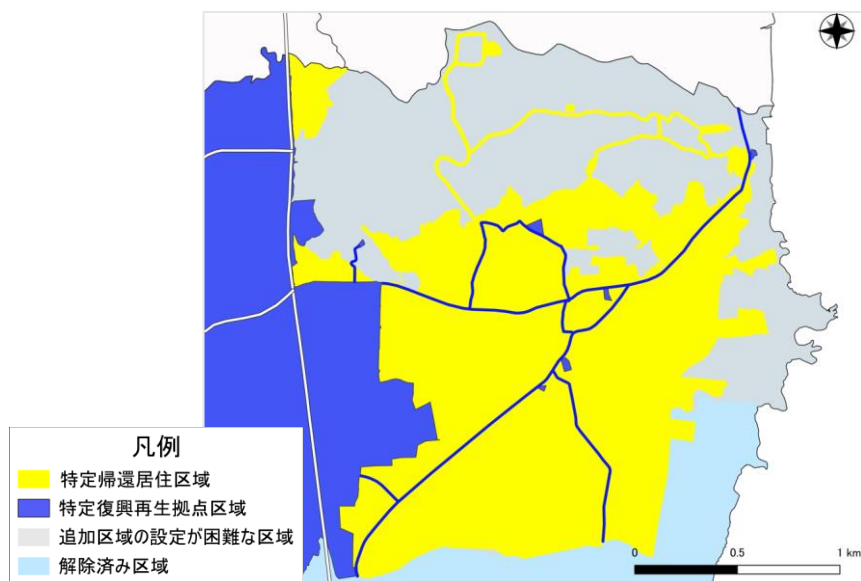 凡例
特定帰還居住区域
特定復興再生拠点区域
追加区域の設定が困難な区域
解除済み区域
0 0.5 1 km